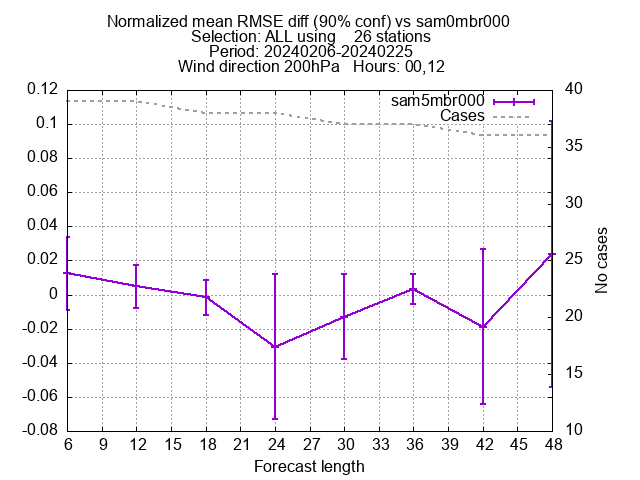 Normalized mean RMSE diff (90% conf) vs sam0mbr000
Selection: ALL using    26 stations
Period: 20240206-20240225
Wind direction 200hPa   Hours: 00,12
sam5mbr000
Cases
0.12
0.1
0.08
0.06
0.04
0.02
0
-0.02
-0.04
-0.06
-0.08
40
35
30
25
20
15
10
No cases
6 12 15 18 21 24 27 30 33 36 39 42 45 48
Forecast length